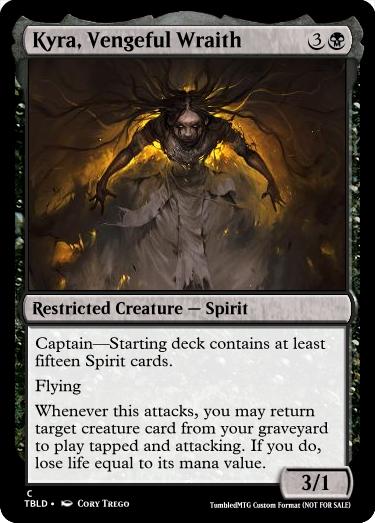 Kyra, Vengeful Wraith 3
Restricted Creature — Spirit
Captain—Starting deck contains at least
fifteen Spirit cards.
Flying
Whenever this attacks, you may return
target creature card from your graveyard
to play tapped and attacking. If you do,
lose life equal to its mana value.
3/1
C
TBLD • Cory Trego
TumbledMTG Custom Format (NOT FOR SALE)